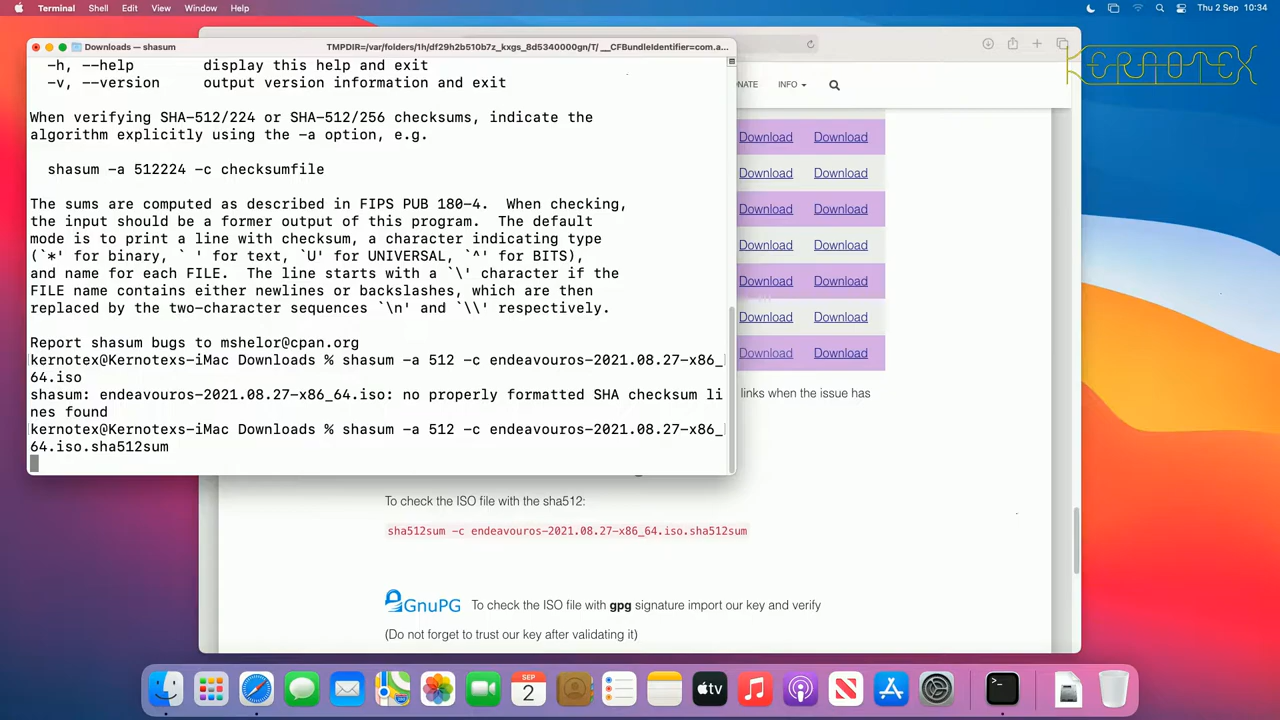 Terminal Shell Edit View Window Help
Thu 2 Sep 10:34
Downloads — shasum
TMPDIR=/var/folders/1h/df29h2b510b7z_kxgs_8d5340000gn/T/ __CFBundleIdentifier=com.a...
-h, --help display this help and exit
-v, --version output version information and exit
When verifying SHA-512/224 or SHA-512/256 checksums, indicate the
algorithm explicitly using the -a option, e.g.
shasum -a 512224 -c checksumfile
The sums are computed as described in FIPS PUB 180-4. When checking,
the input should be a former output of this program. The default
mode is to print a line with checksum, a character indicating type
(`*' for binary, ` ' for text, `U' for UNIVERSAL, `^' for BITS),
and name for each FILE. The line starts with a `\' character if the
FILE name contains either newlines or backslashes, which are then
replaced by the two-character sequences `\n' and `\\' respectively.
Report shasum bugs to mshelor@cpan.org
kernotex@Kernotexs-iMac Downloads % shasum -a 512 -c endeavouros-2021.08.27-x86_
64.iso
shasum: endeavouros-2021.08.27-x86_64.iso: no properly formatted SHA checksum li
nes found
kernotex@Kernotexs-iMac Downloads % shasum -a 512 -c endeavouros-2021.08.27-x86_
64.iso.sha512sum
KERNOTEX
NATE INFO
Download Download
Download Download
Download Download
Download Download
Download Download
Download Download
Download Download
links when the issue has
To check the ISO file with the sha512:
sha512sum -c endeavouros-2021.08.27-x86_64.iso.sha512sum
GnuPG To check the ISO file with gpg signature import our key and verify
(Do not forget to trust our key after validating it)
SEP
2
tv
>_